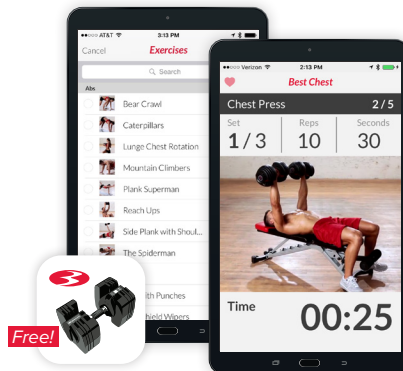 AT&T 3:13 PM
Cancel Exercises
Search
Abs
Bear Crawl
Caterpillars
Lunge Chest Rotation
Mountain Climbers
Plank Superman
Reach Ups
Side Plank with Shoul...
The Spiderman
ith Punches
hield Wipers
Free!
Verizon 2:13 PM
Best Chest
Chest Press 2 / 5
Set Reps Seconds
1 / 3 10 30
Time 00:25